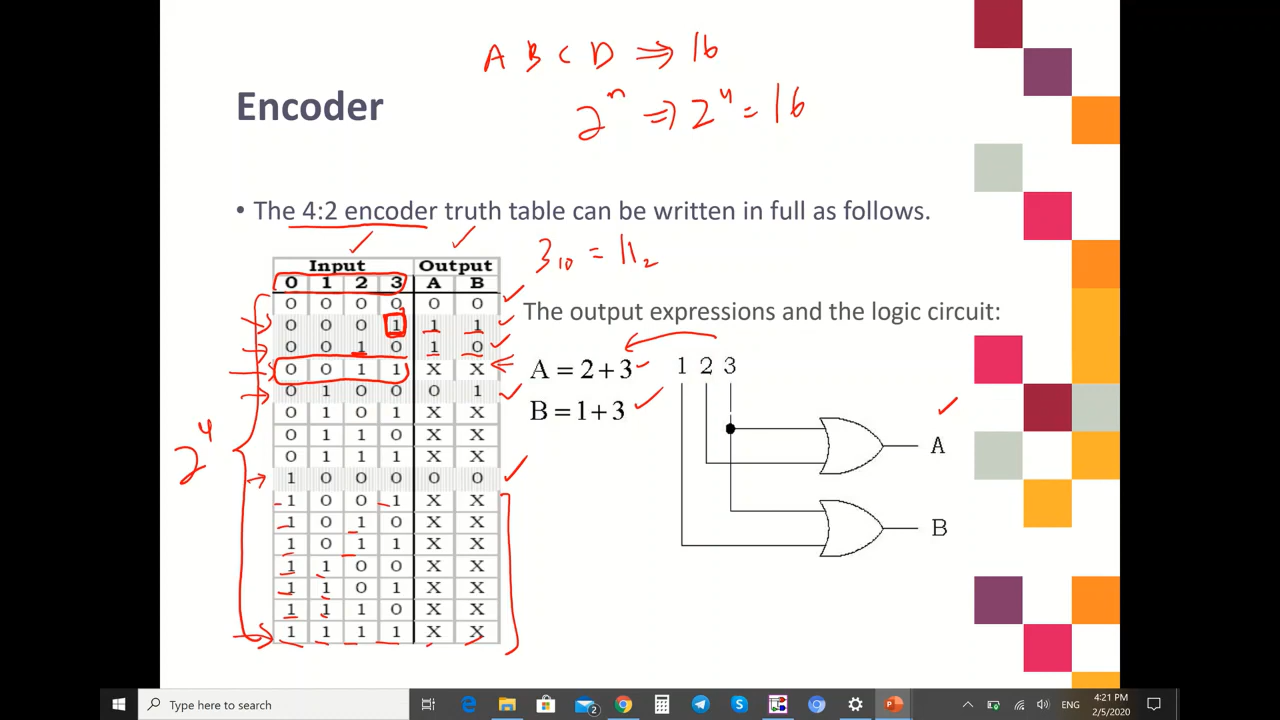 A B C D ⇒ 16
Encoder
2ⁿ ⇒ 2⁴ = 16
• The 4:2 encoder truth table can be written in full as follows.
3₁₀ = 11₂
Input Output
0 1 2 3 A B
0 0 0 0 0 0
0 0 0 1 1 1
0 0 1 0 1 0
0 0 1 1 X X
0 1 0 0 0 1
0 1 0 1 X X
0 1 1 0 X X
0 1 1 1 X X
1 0 0 0 0 0
1 0 0 1 X X
1 0 1 0 X X
1 0 1 1 X X
1 1 0 0 X X
1 1 0 1 X X
1 1 1 0 X X
1 1 1 1 X X
2⁴
The output expressions and the logic circuit:
A = 2 + 3
B = 1 + 3
1 2 3
A
B
Type here to search
2
ENG
4:21 PM
2/5/2020